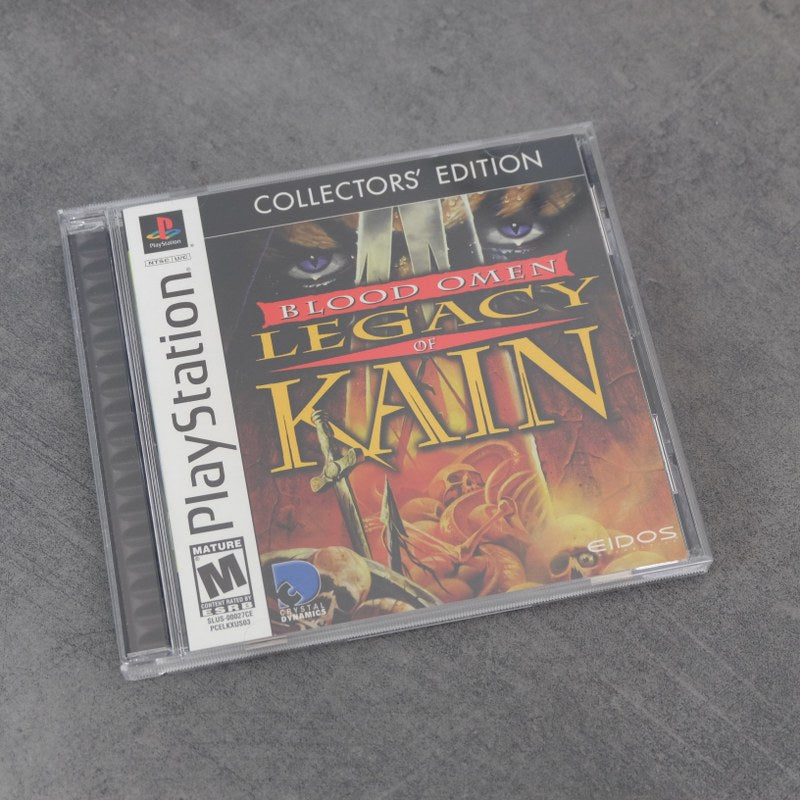 COLLECTORS' EDITION
PlayStation
NTSC U/C
PlayStation
BLOOD OMEN
LEGACY
OF
KAIN
MATURE
M
CONTENT RATED BY
ESRB
SLUS-00027CE
PCELKXUS03
CRYSTAL
DYNAMICS
EIDOS